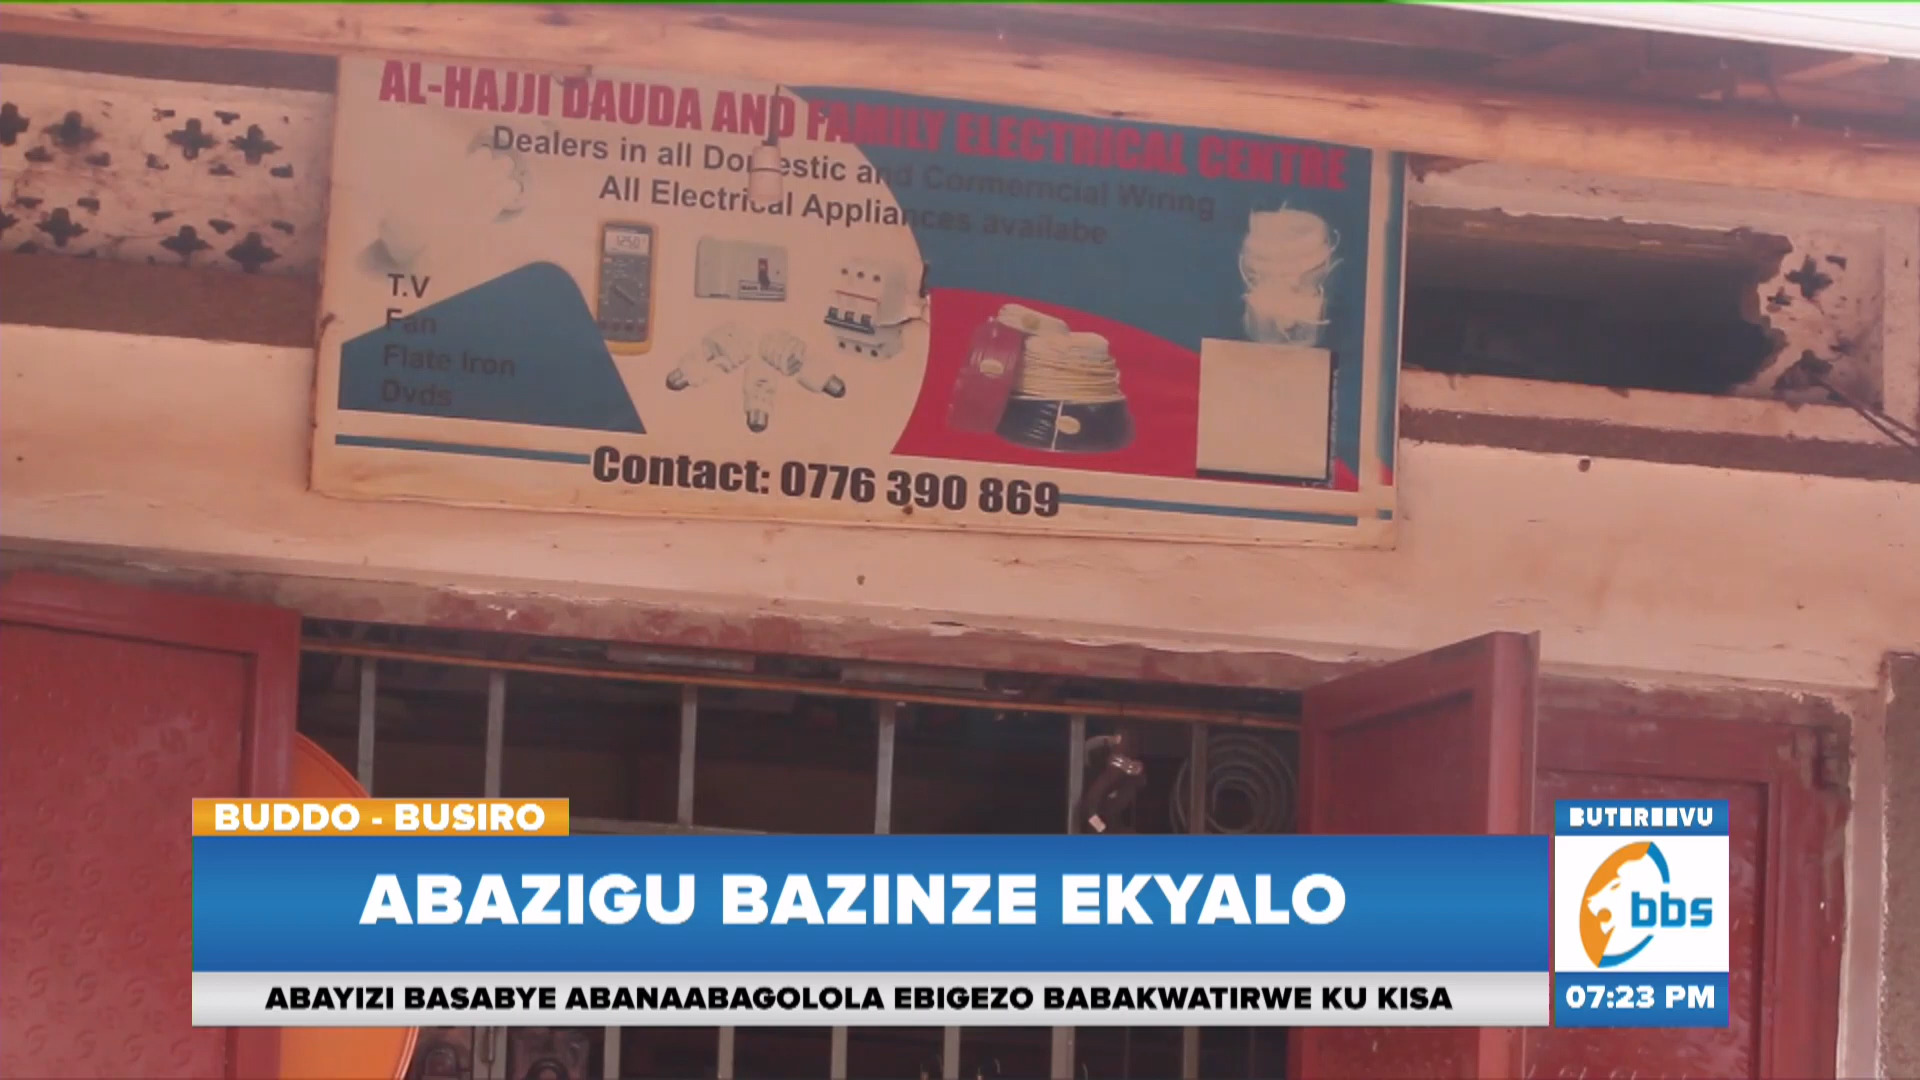 AL-HAJJI DAUDA AND FAMILY ELECTRICAL CENTRE
Dealers in all Domestic and Cormerncial Wiring
All Electrical Appliances availabe
T.V
Fan
Flate Iron
Dvds
Contact: 0776 390 869
BUDDO - BUSIRO
ABAZIGU BAZINZE EKYALO
ABAYIZI BASABYE ABANAABAGOLOLA EBIGEZO BABAKWATIRWE KU KISA
BUTEREEVU
bbs
07:23 PM